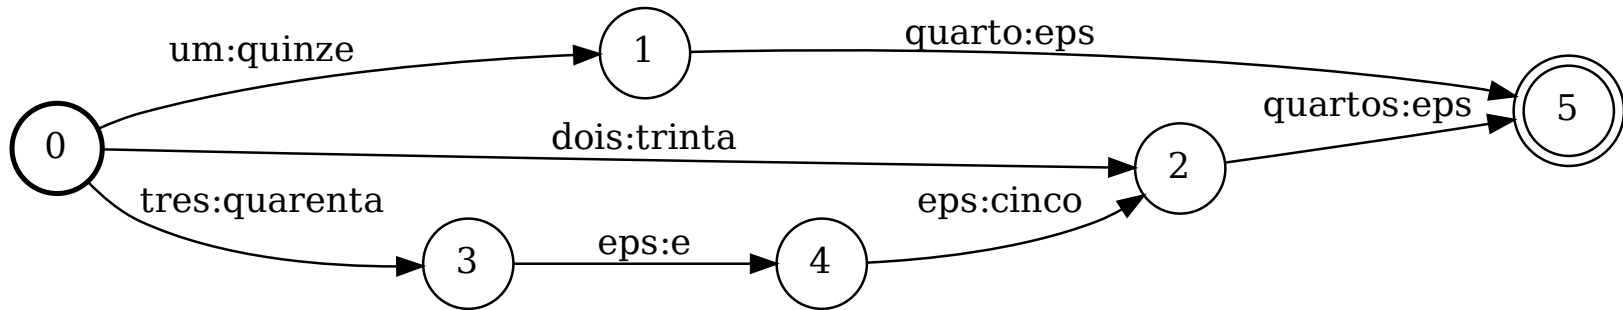 um:quinze
quarto:eps
1
quartos:eps
5
0
dois:trinta
2
tres:quarenta
eps:cinco
3
eps:e
4